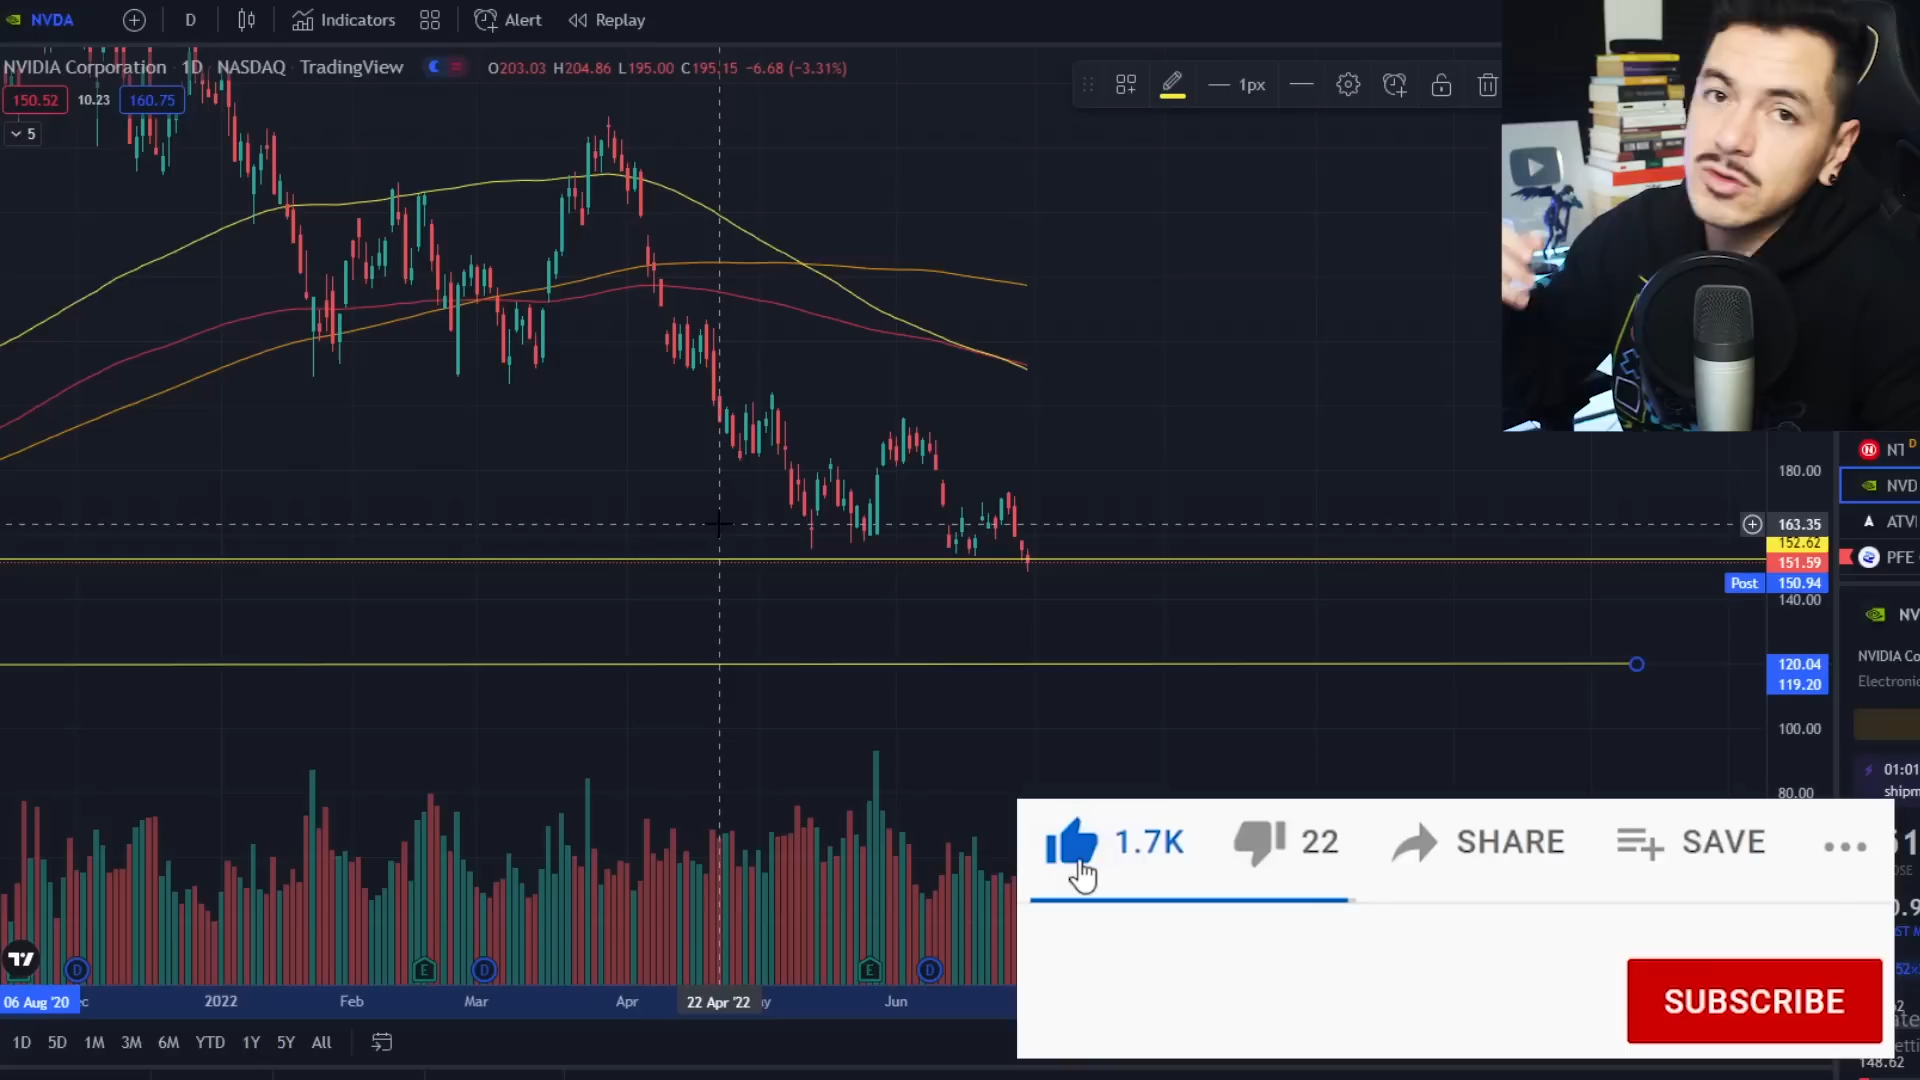 NVDA D Indicators Alert Replay
NVIDIA Corporation 1D NASDAQ TradingView O203.03 H204.86 L195.00 C195.15 −6.68 (−3.31%)
1px
150.52 10.23 160.75
5
180.00
163.35
152.62
151.59
Post 150.94
140.00
120.04
119.20
100.00
80.00
N1 D
NVD
ATVI
PFE
NV
NVIDIA Co
Electronic
01:01
shipm
1.7K 22 SHARE SAVE
SUBSCRIBE
D E D E D
06 Aug '20 2022 Feb Mar Apr 22 Apr '22 Jun
1D 5D 1M 3M 6M YTD 1Y 5Y All
148.62